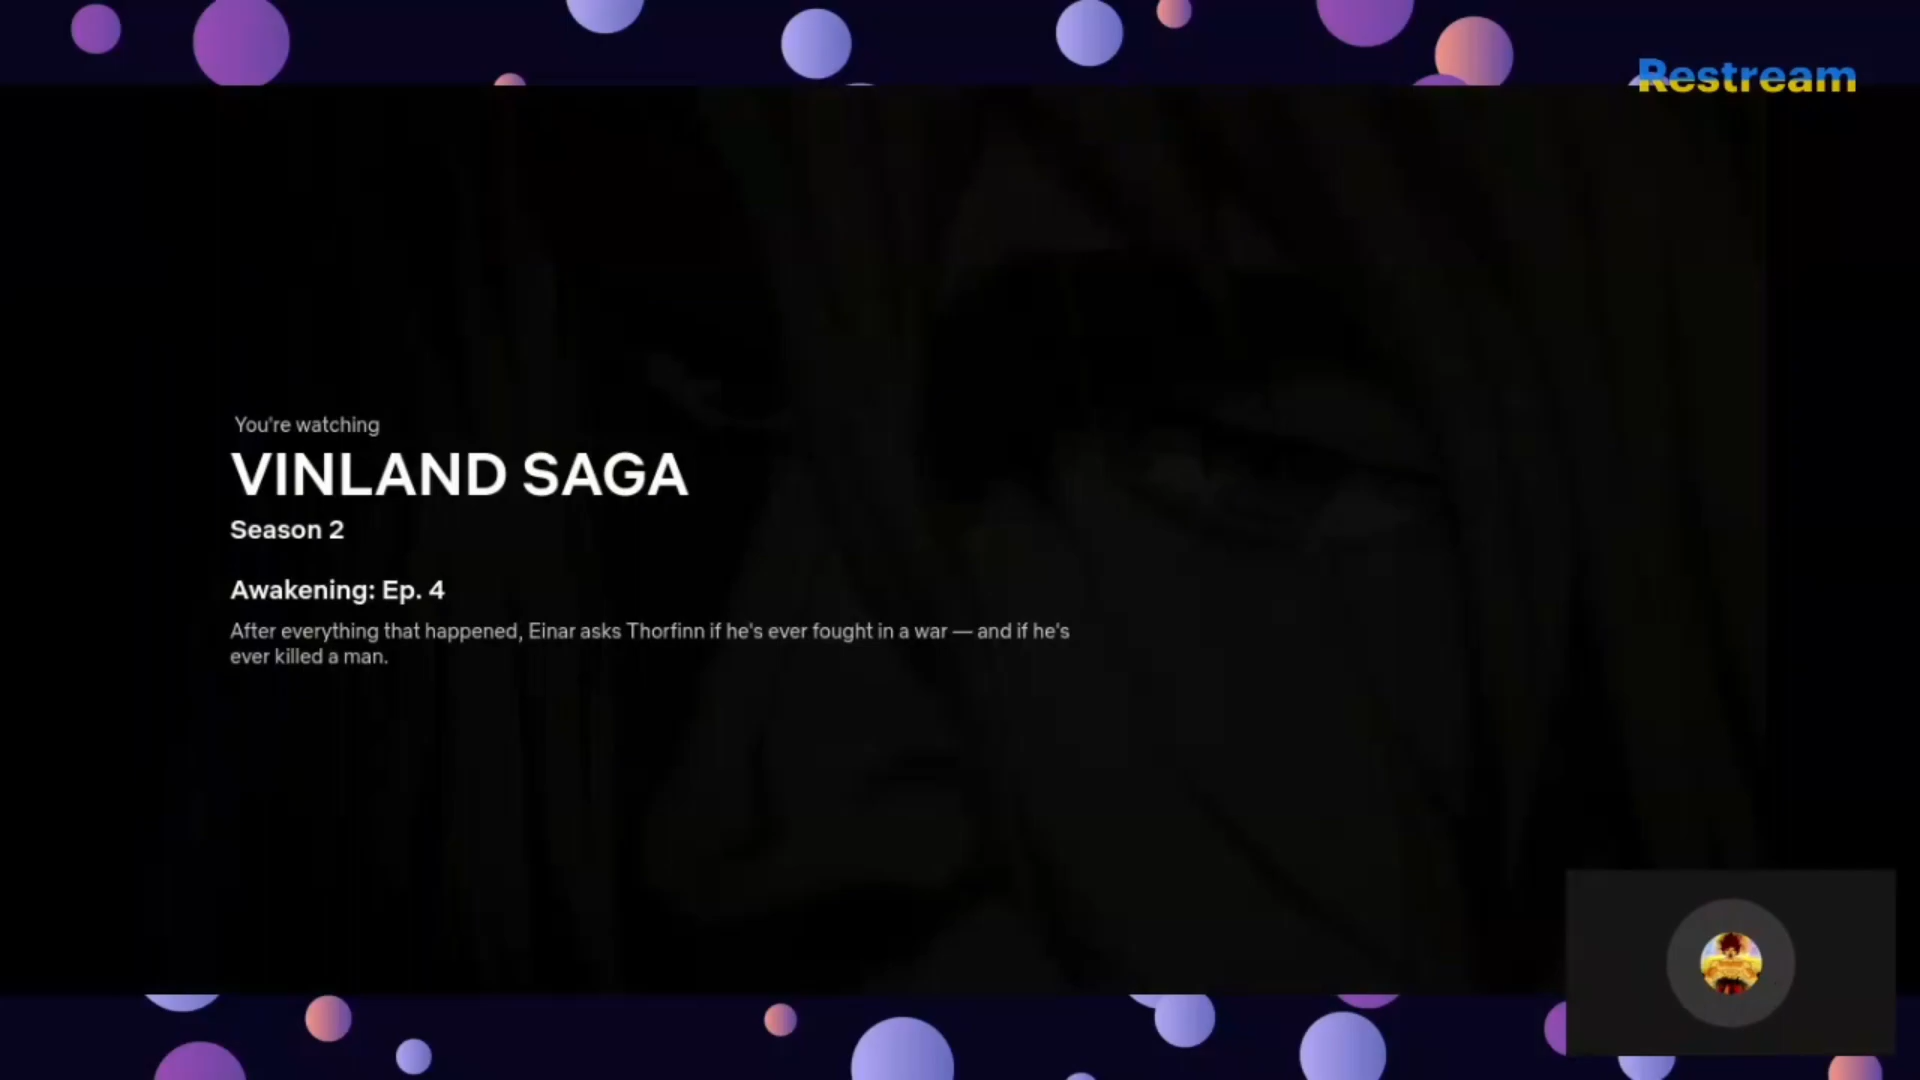 Restream
You're watching
VINLAND SAGA
Season 2
Awakening: Ep. 4
After everything that happened, Einar asks Thorfinn if he's ever fought in a war — and if he's
ever killed a man.